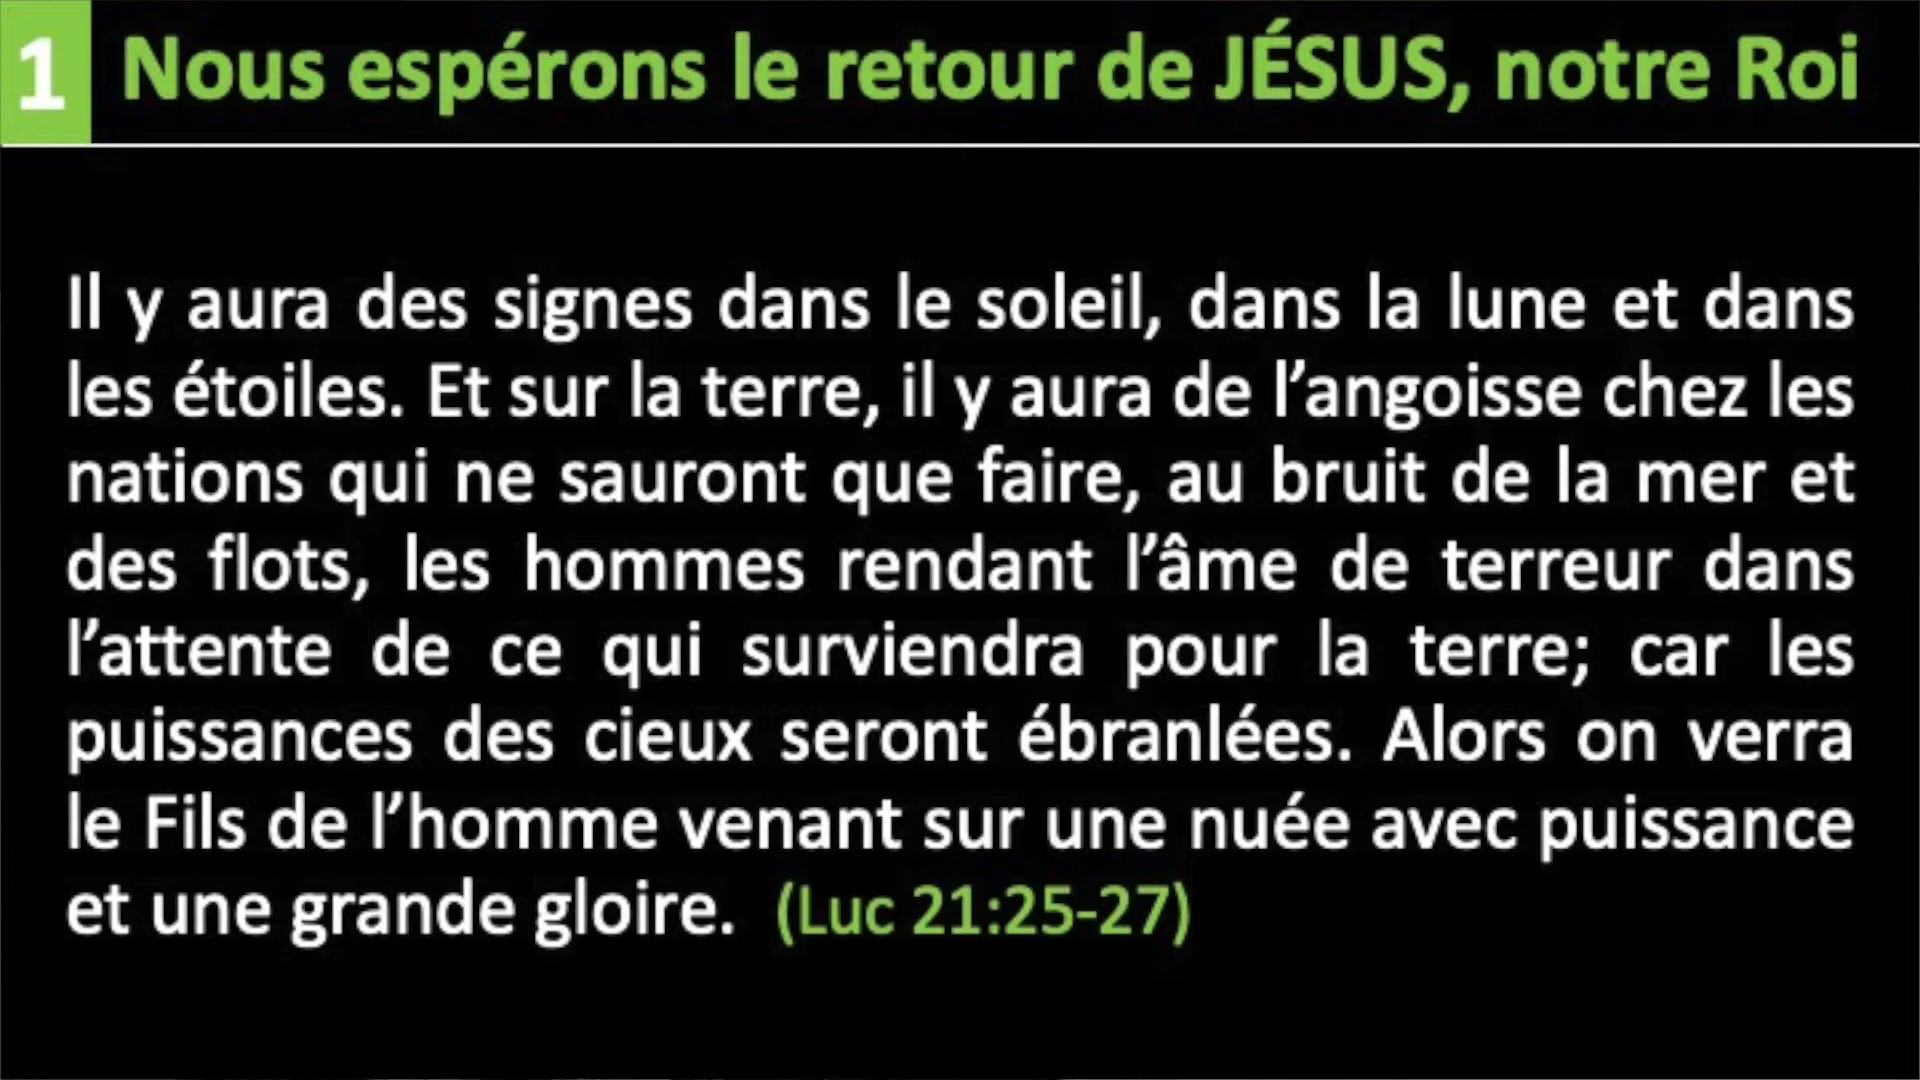 1 Nous espérons le retour de JÉSUS, notre Roi
Il y aura des signes dans le soleil, dans la lune et dans
les étoiles. Et sur la terre, il y aura de l’angoisse chez les
nations qui ne sauront que faire, au bruit de la mer et
des flots, les hommes rendant l’âme de terreur dans
l’attente de ce qui surviendra pour la terre; car les
puissances des cieux seront ébranlées. Alors on verra
le Fils de l’homme venant sur une nuée avec puissance
et une grande gloire. (Luc 21:25-27)